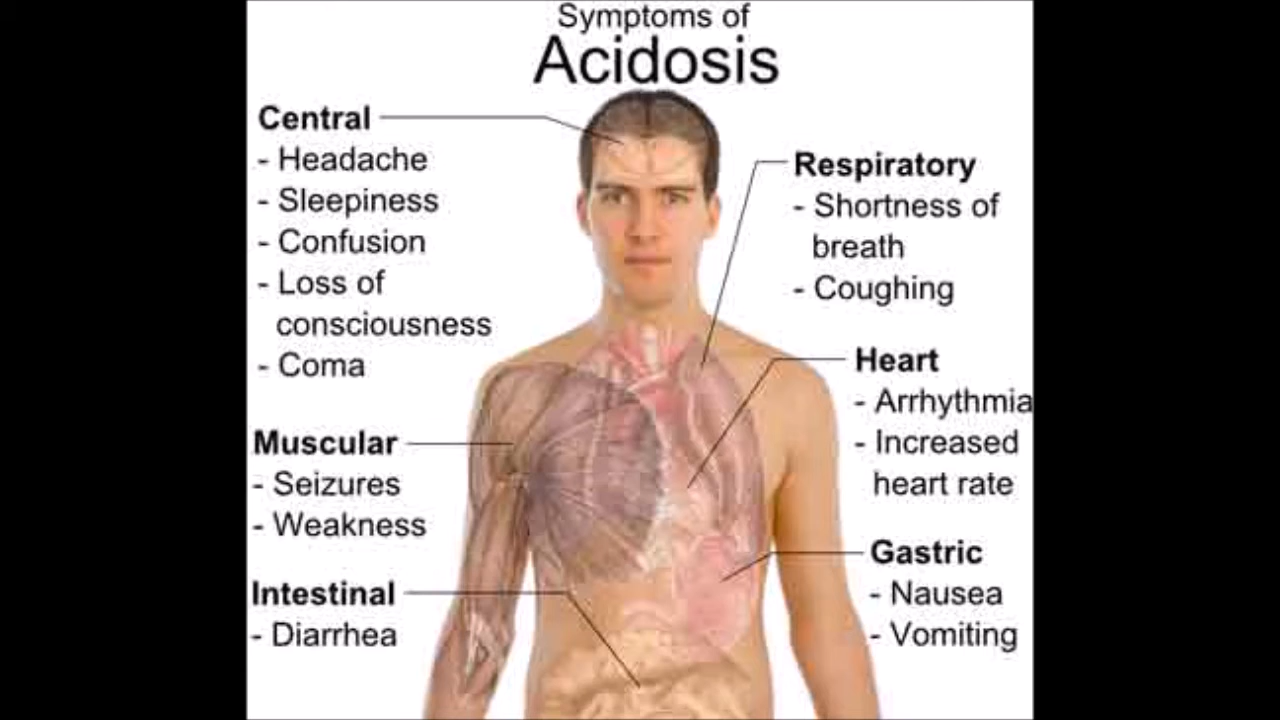 Symptoms of
Acidosis
Central
- Headache
- Sleepiness
- Confusion
- Loss of
consciousness
- Coma
Muscular
- Seizures
- Weakness
Intestinal
- Diarrhea
Respiratory
- Shortness of
breath
- Coughing
Heart
- Arrhythmia
- Increased
heart rate
Gastric
- Nausea
- Vomiting